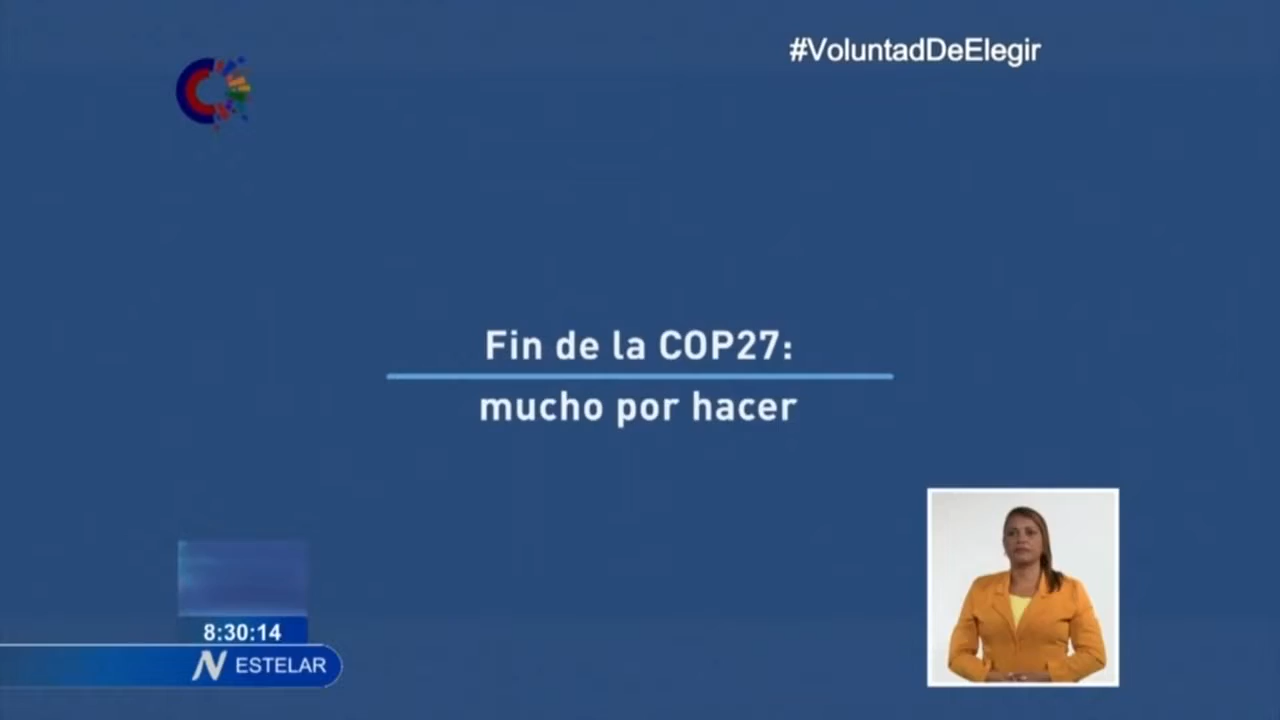 #VoluntadDeElegir
Fin de la COP27:
mucho por hacer
8:30:14
N ESTELAR